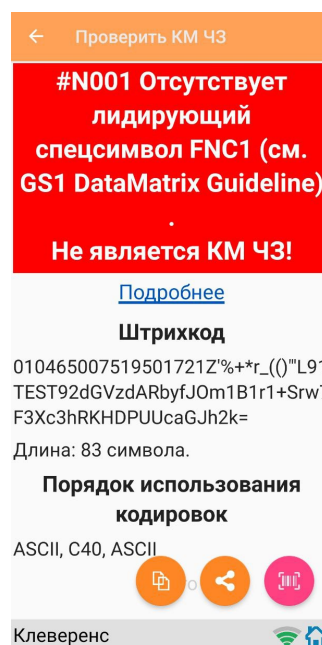 Проверить КМ ЧЗ
#N001 Отсутствует
лидирующий
спецсимвол FNC1 (см.
GS1 DataMatrix Guideline)
.
Не является КМ ЧЗ!
Подробнее
Штрихкод
010465007519501721Z'%+*r_(()"'L91
TEST92dGVzdARbyfJOm1B1r1+Srw
F3Xc3hRKHDPUUcaGJh2k=
Длина: 83 символа.
Порядок использования
кодировок
ASCII, C40, ASCII
Клеверенс